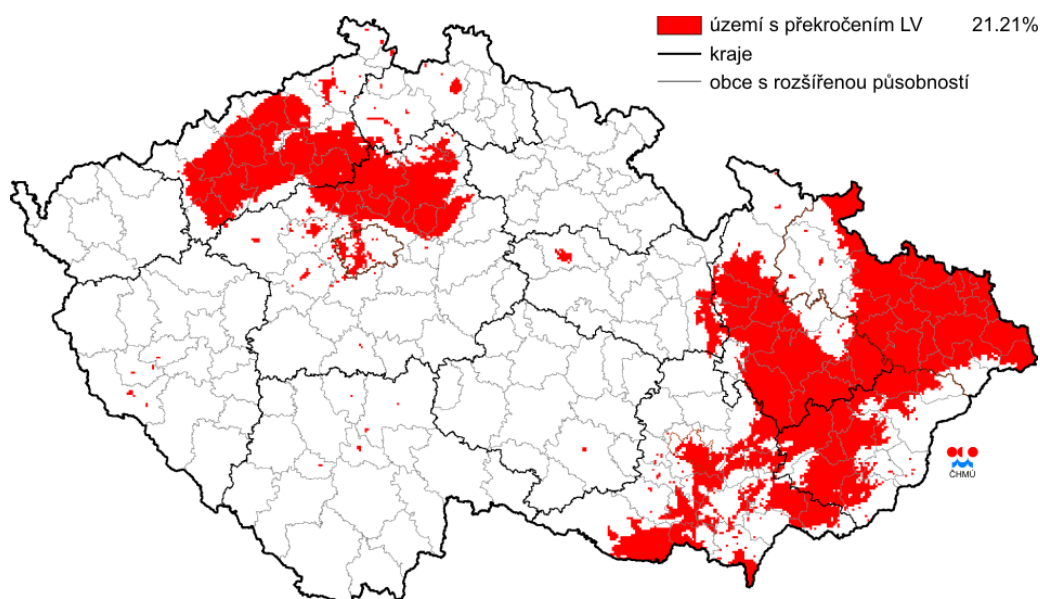 území s překročením LV 21.21%
kraje
obce s rozšířenou působností
ČHMÚ